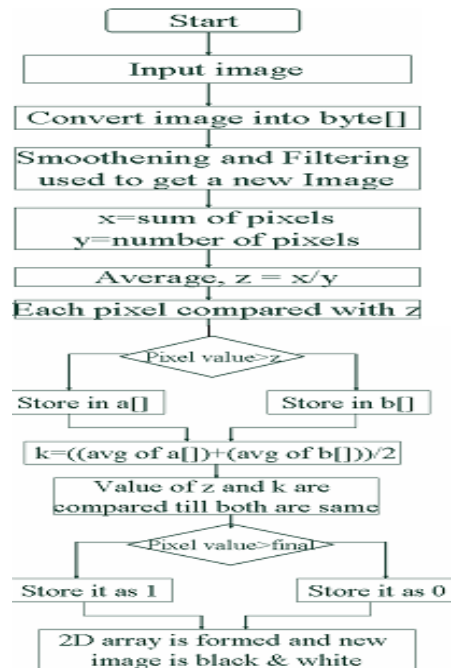 Start
Input image
Convert image into byte[]
Smoothening and Filtering
used to get a new Image
x=sum of pixels
y=number of pixels
Average, z = x/y
Each pixel compared with z
Pixel value>z
Store in a[]
Store in b[]
k=((avg of a[])+(avg of b[]))/2
Value of z and k are
compared till both are same
Pixel value>final
Store it as 1
Store it as 0
2D array is formed and new
image is black & white